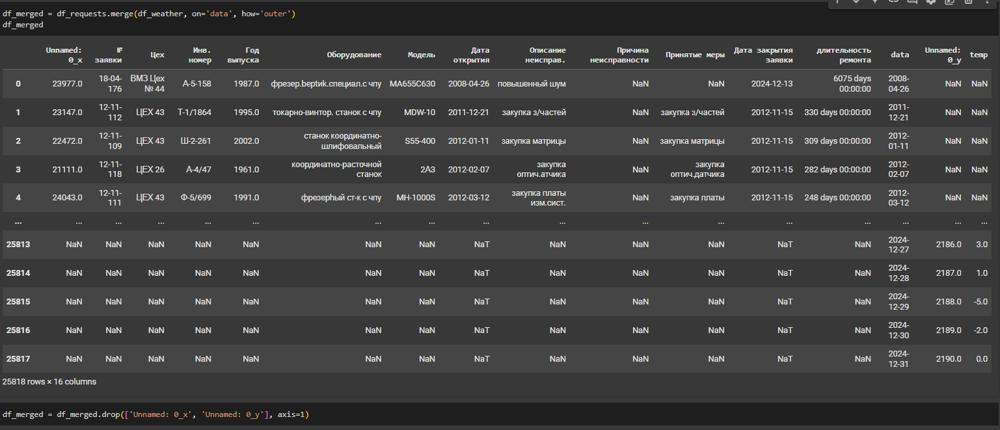 df_merged = df_requests.merge(df_weather, on='data', how='outer')
df_merged
Unnamed: 0_x № заявки Цех Инв. номер Год выпуска Оборудование Модель Дата открытия Описание неисправ. Причина неисправности Принятые меры Дата закрытия заявки длительность ремонта data Unnamed: 0_y temp
0 23977.0 18-04-176 ВМЗ Цех № 44 А-5-158 1987.0 фрезер.beptиk.специал.с чпу MA655C630 2008-04-26 повышенный шум NaN NaN 2024-12-13 6075 days 00:00:00 2008-04-26 NaN NaN
1 23147.0 12-11-112 ЦЕХ 43 Т-1/1864 1995.0 токарно-винтор. станок с чпу MDW-10 2011-12-21 закупка з/частей NaN закупка з/частей 2012-11-15 330 days 00:00:00 2011-12-21 NaN NaN
2 22472.0 12-11-109 ЦЕХ 43 Ш-2-261 2002.0 станок координатно-шлифовальный S55-400 2012-01-11 закупка матрицы NaN закупка матрицы 2012-11-15 309 days 00:00:00 2012-01-11 NaN NaN
3 21111.0 12-11-118 ЦЕХ 26 А-4/47 1961.0 координатно-расточной станок 2А3 2012-02-07 закупка оптич.атчика NaN закупка оптич.датчика 2012-11-15 282 days 00:00:00 2012-02-07 NaN NaN
4 24043.0 12-11-111 ЦЕХ 43 Ф-5/699 1991.0 фрезерhый ст-к с чпу MH-1000S 2012-03-12 закупка платы изм.сист. NaN закупка платы 2012-11-15 248 days 00:00:00 2012-03-12 NaN NaN
... ... ... ... ... ... ... ... ... ... ... ... ... ... ... ... ...
25813 NaN NaN NaN NaN NaN NaN NaN NaT NaN NaN NaN NaT NaN 2024-12-27 2186.0 3.0
25814 NaN NaN NaN NaN NaN NaN NaN NaT NaN NaN NaN NaT NaN 2024-12-28 2187.0 1.0
25815 NaN NaN NaN NaN NaN NaN NaN NaT NaN NaN NaN NaT NaN 2024-12-29 2188.0 -5.0
25816 NaN NaN NaN NaN NaN NaN NaN NaT NaN NaN NaN NaT NaN 2024-12-30 2189.0 -2.0
25817 NaN NaN NaN NaN NaN NaN NaN NaT NaN NaN NaN NaT NaN 2024-12-31 2190.0 0.0
25818 rows × 16 columns
df_merged = df_merged.drop(['Unnamed: 0_x', 'Unnamed: 0_y'], axis=1)